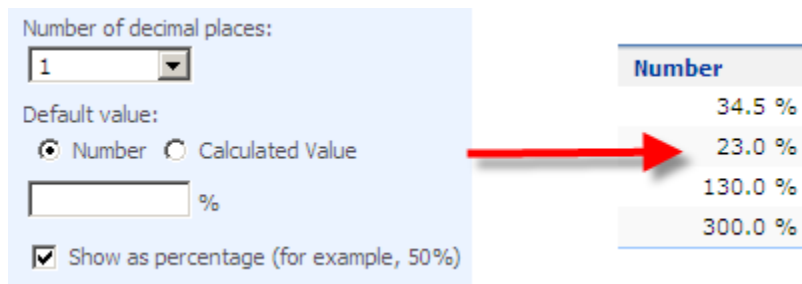 Number of decimal places:
1
Default value:
Number Calculated Value
%
Show as percentage (for example, 50%)
Number
34.5 %
23.0 %
130.0 %
300.0 %